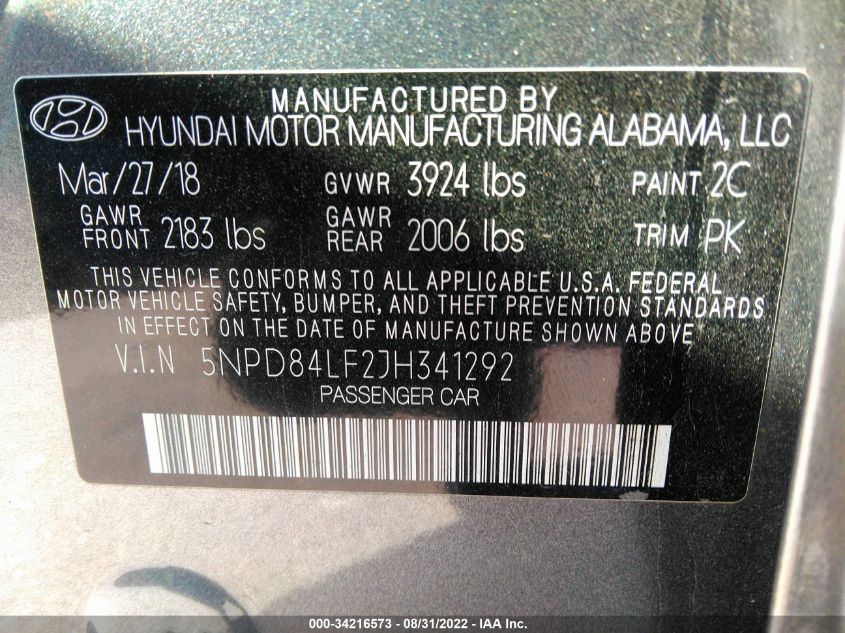 MANUFACTURED BY
HYUNDAI MOTOR MANUFACTURING ALABAMA, LLC
Mar/27/18 GVWR 3924 lbs PAINT 2C
GAWR FRONT 2183 lbs GAWR REAR 2006 lbs TRIM PK
THIS VEHICLE CONFORMS TO ALL APPLICABLE U.S.A. FEDERAL
MOTOR VEHICLE SAFETY, BUMPER, AND THEFT PREVENTION STANDARDS
IN EFFECT ON THE DATE OF MANUFACTURE SHOWN ABOVE
V.I.N 5NPD84LF2JH341292
PASSENGER CAR
000-34216573 - 08/31/2022 - IAA Inc.